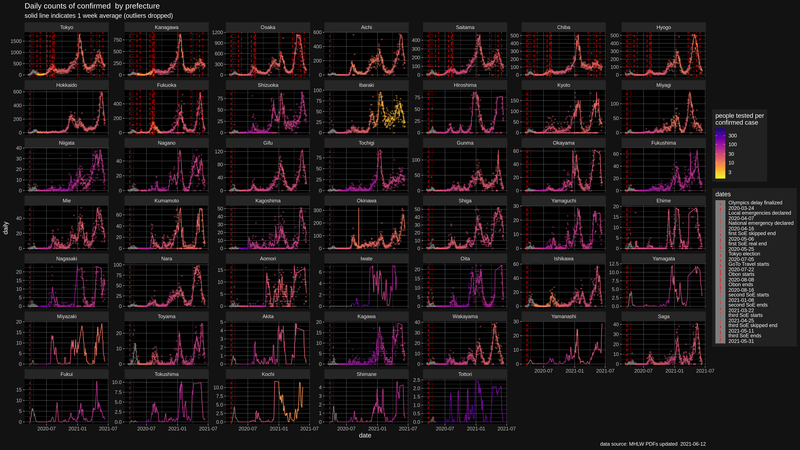 Daily counts of confirmed by prefecture
solid line indicates 1 week average (outliers dropped)
Tokyo
Kanagawa
Osaka
Aichi
Saitama
Chiba
Hyogo
Hokkaido
Fukuoka
Shizuoka
Ibaraki
Hiroshima
Kyoto
Miyagi
Niigata
Nagano
Gifu
Tochigi
Gunma
Okayama
Fukushima
Mie
Kumamoto
Kagoshima
Okinawa
Shiga
Yamaguchi
Ehime
Nagasaki
Nara
Aomori
Iwate
Oita
Ishikawa
Yamagata
Miyazaki
Toyama
Akita
Kagawa
Wakayama
Yamanashi
Saga
Fukui
Tokushima
Kochi
Shimane
Tottori
daily
2020-07 2021-01 2021-07
date
people tested per
confirmed case
300
100
30
10
3
dates
Olympics delay finalized
2020-03-24
Local emergencies declared
2020-04-07
National emergency declared
2020-04-16
first SoE skipped end
2020-05-06
first SoE real end
2020-05-25
Tokyo election
2020-07-05
GoTo Travel starts
2020-07-22
Obon starts
2020-08-08
Obon ends
2020-08-16
second SoE starts
2021-01-08
second SoE ends
2021-03-22
third SoE starts
2021-04-25
third SoE skipped end
2021-05-11
third SoE ends
2021-05-31
data source: MHLW PDFs updated 2021-06-12